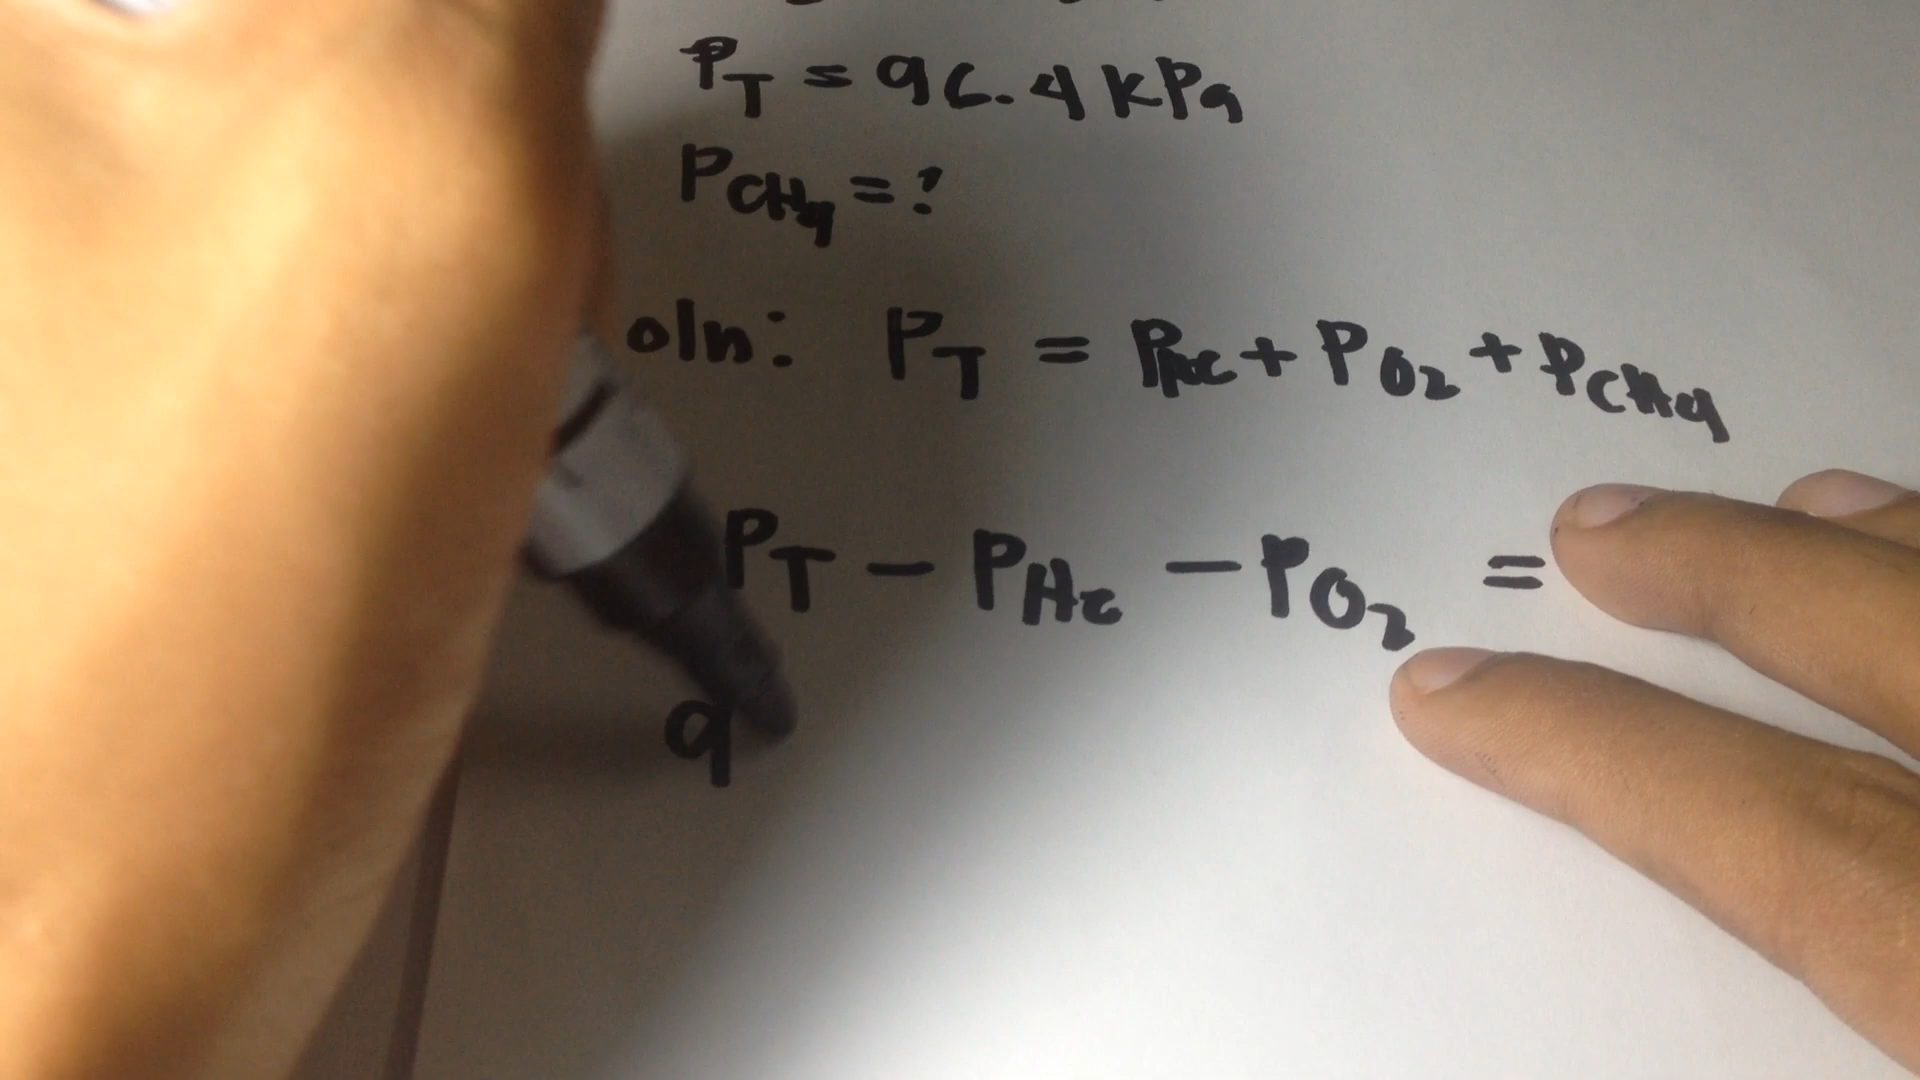 PT = 96.4 kPa
PCH4 = ?
oln: PT = PHe + PO2 + PCH4
PT - PHe - PO2 =
9